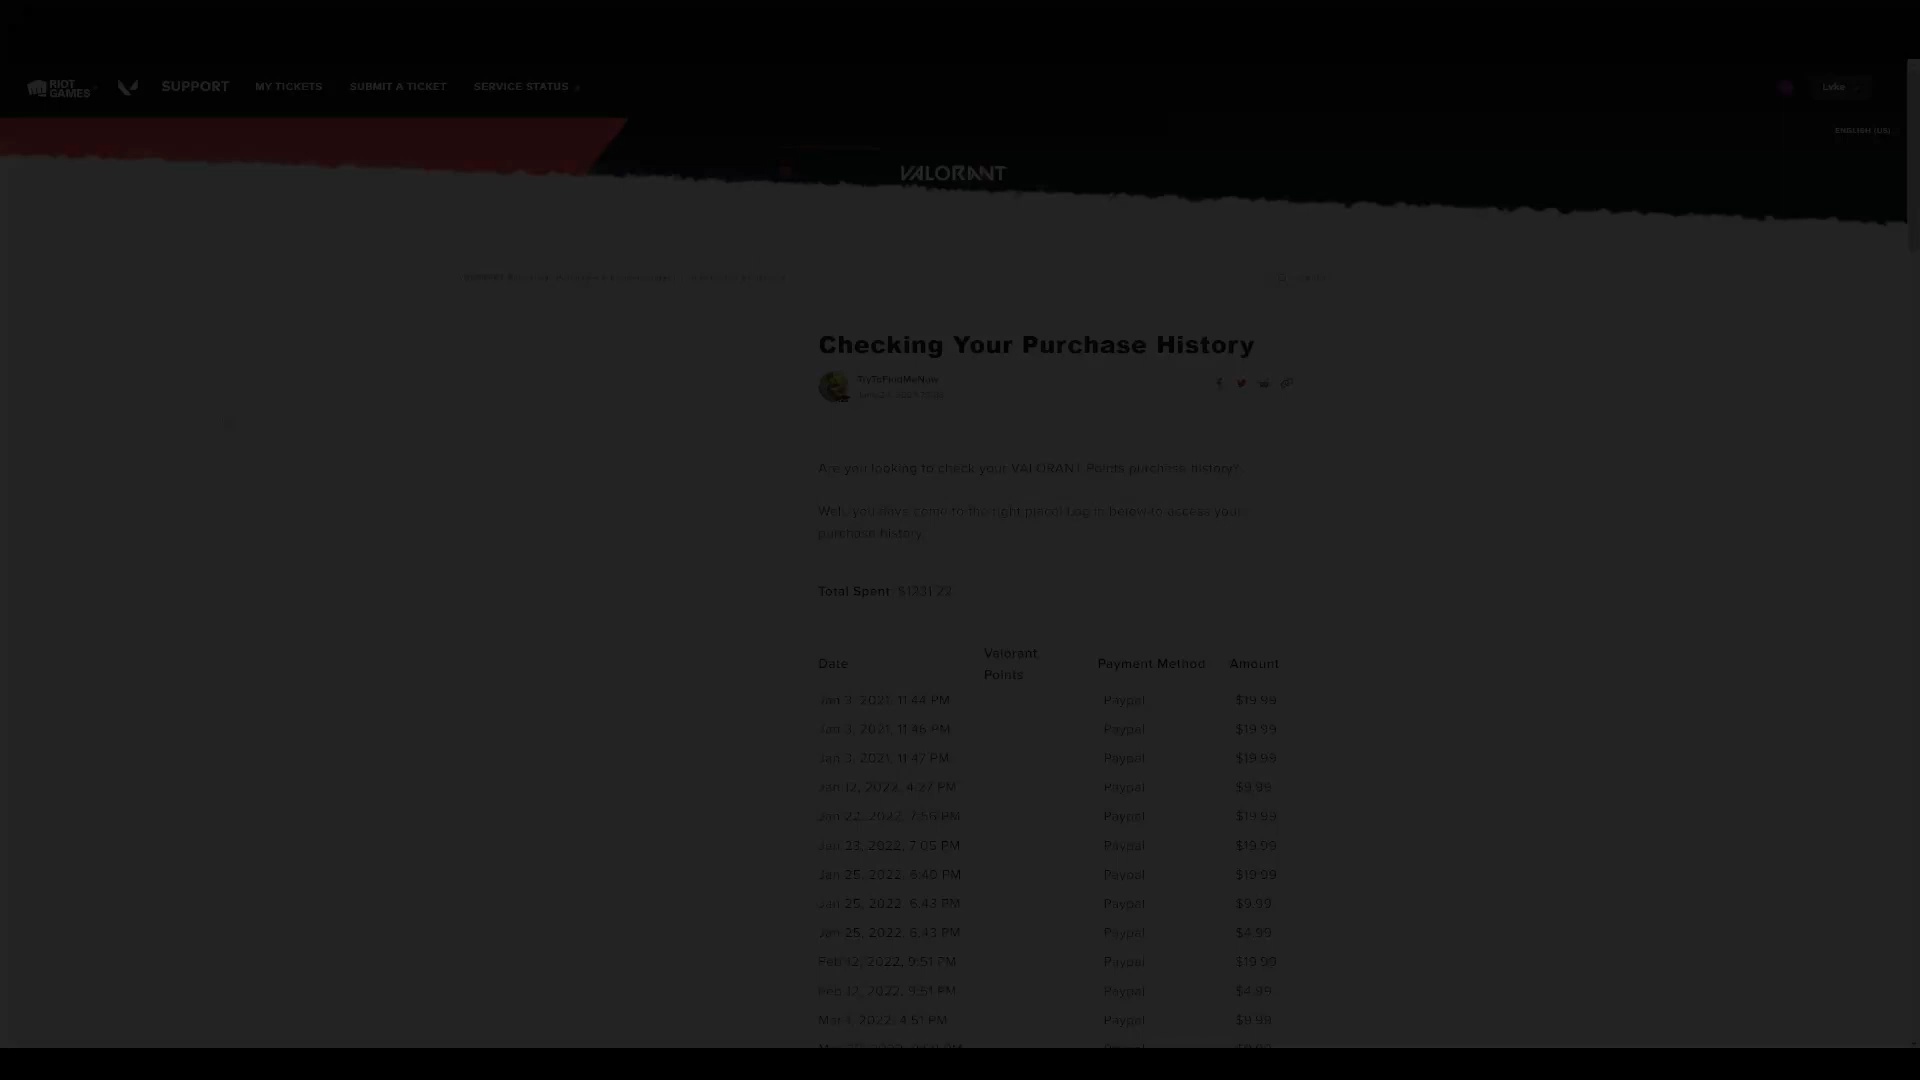 RIOT GAMES SUPPORT MY TICKETS SUBMIT A TICKET SERVICE STATUS Lvke
ENGLISH (US)
VALORANT
Checking Your Purchase History
TryToFindMeNow
Are you looking to check your VALORANT Points purchase history?
Well, you have come to the right place! Log in below to access your
purchase history.
Total Spent: $1231.22
Date Valorant Points Payment Method Amount
Jan 3, 2021, 11:44 PM Paypal $19.99
Jan 3, 2021, 11:46 PM Paypal $19.99
Jan 3, 2021, 11:47 PM Paypal $19.99
Jan 12, 2022, 4:27 PM Paypal $9.99
Jan 22, 2022, 7:56 PM Paypal $19.99
Jan 23, 2022, 7:05 PM Paypal $19.99
Jan 25, 2022, 6:40 PM Paypal $19.99
Jan 25, 2022, 6:43 PM Paypal $9.99
Jan 25, 2022, 6:43 PM Paypal $4.99
Feb 12, 2022, 9:51 PM Paypal $19.99
Feb 12, 2022, 9:51 PM Paypal $4.99
Mar 1, 2022, 4:51 PM Paypal $9.99